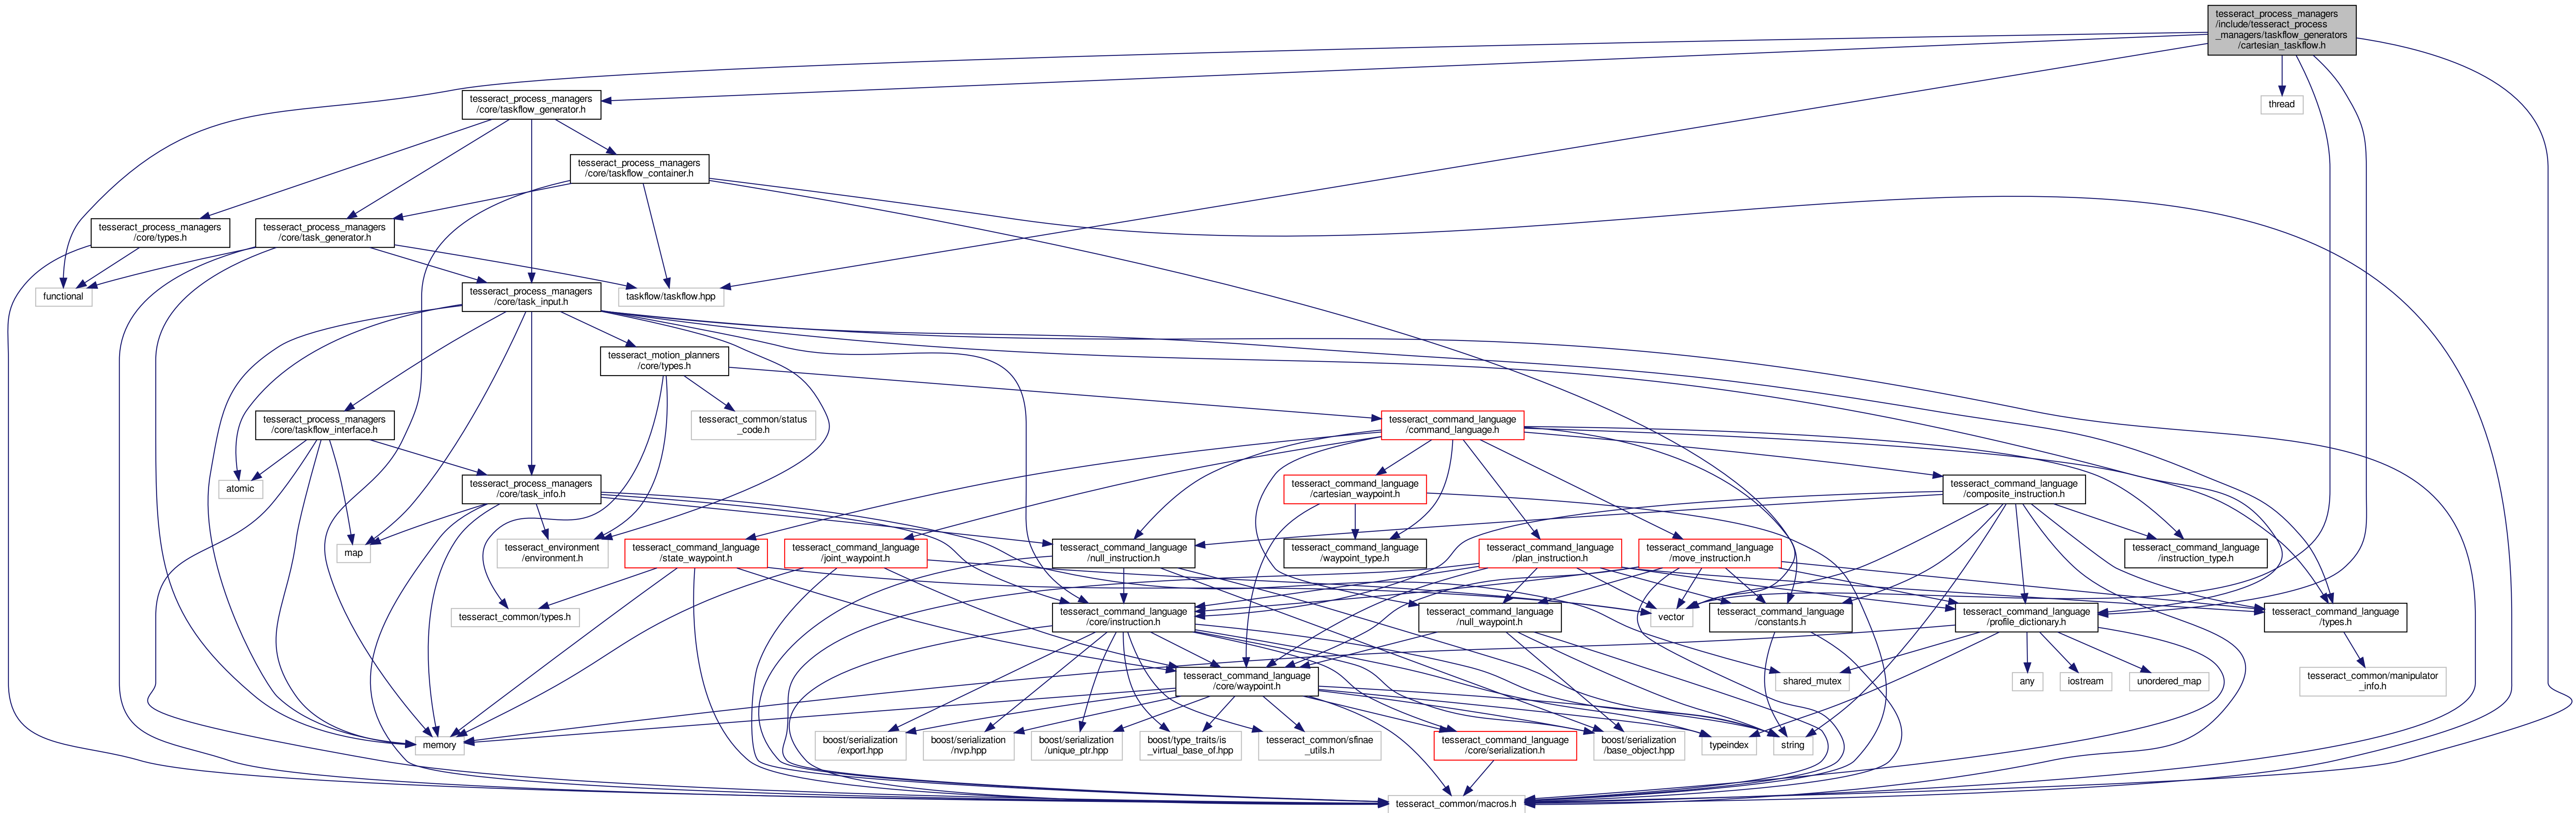 tesseract_process_managers
/include/tesseract_process
_managers/taskflow_generators
/cartesian_taskflow.h
tesseract_process_managers
/core/taskflow_generator.h
thread
tesseract_process_managers
/core/taskflow_container.h
tesseract_process_managers
/core/types.h
tesseract_process_managers
/core/task_generator.h
functional
tesseract_process_managers
/core/task_input.h
taskflow/taskflow.hpp
tesseract_motion_planners
/core/types.h
tesseract_process_managers
/core/taskflow_interface.h
tesseract_common/status
_code.h
tesseract_command_language
/command_language.h
atomic
tesseract_process_managers
/core/task_info.h
tesseract_command_language
/cartesian_waypoint.h
tesseract_command_language
/composite_instruction.h
map
tesseract_environment
/environment.h
tesseract_command_language
/state_waypoint.h
tesseract_command_language
/joint_waypoint.h
tesseract_command_language
/null_instruction.h
tesseract_command_language
/waypoint_type.h
tesseract_command_language
/plan_instruction.h
tesseract_command_language
/move_instruction.h
tesseract_command_language
/instruction_type.h
tesseract_common/types.h
tesseract_command_language
/core/instruction.h
tesseract_command_language
/null_waypoint.h
vector
tesseract_command_language
/constants.h
tesseract_command_language
/profile_dictionary.h
tesseract_command_language
/types.h
tesseract_command_language
/core/waypoint.h
shared_mutex
any
iostream
unordered_map
tesseract_common/manipulator
_info.h
memory
boost/serialization
/export.hpp
boost/serialization
/nvp.hpp
boost/serialization
/unique_ptr.hpp
boost/type_traits/is
_virtual_base_of.hpp
tesseract_common/sfinae
_utils.h
tesseract_command_language
/core/serialization.h
boost/serialization
/base_object.hpp
typeindex
string
tesseract_common/macros.h